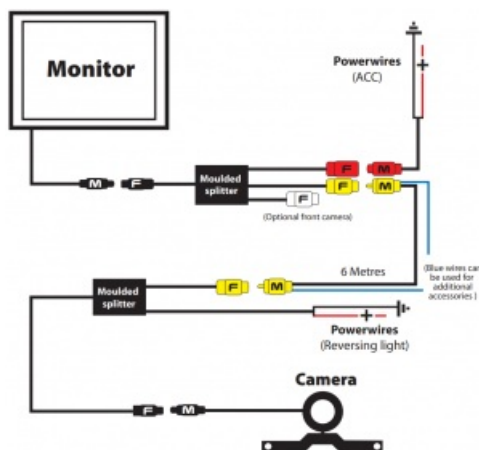 Monitor
Powerwires
(ACC)
+
M
F
Moulded
splitter
F
M
F
M
F
(Optional front camera)
6 Metres
(Blue wires can
be used for
additional
accessories )
Moulded
splitter
F
M
+
Powerwires
(Reversing light)
Camera
F
M